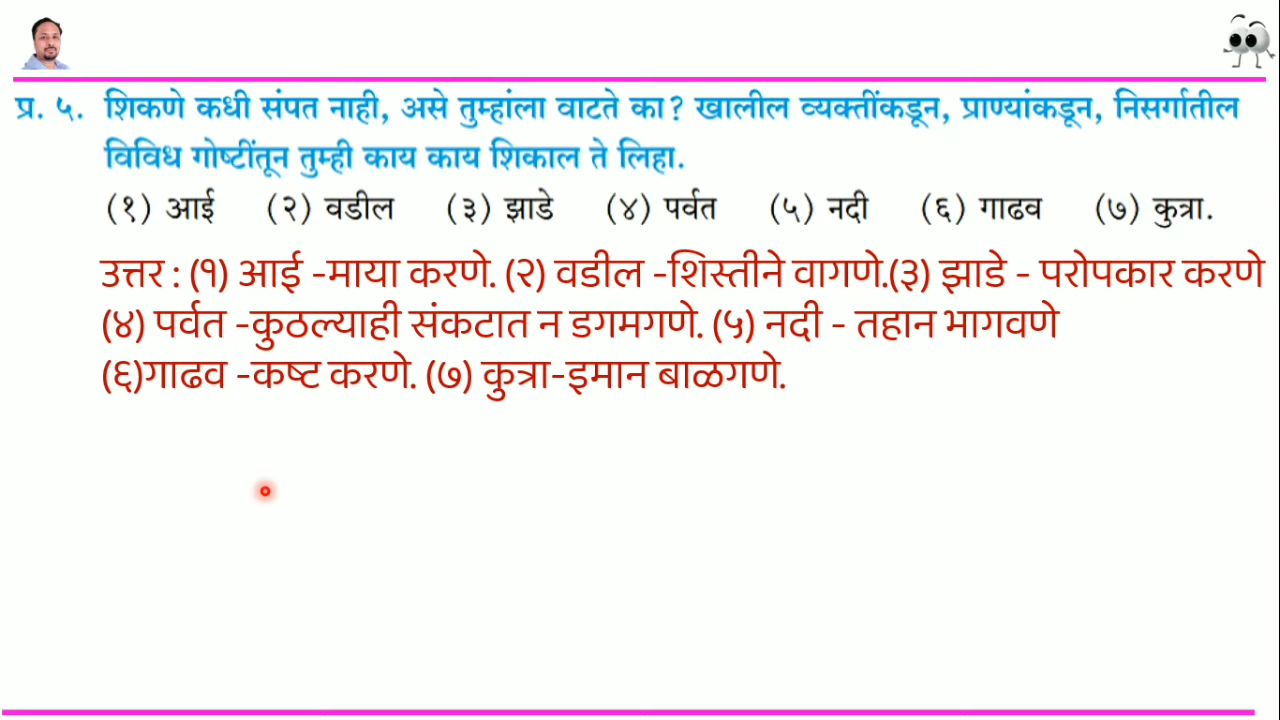 प्र. ५. शिकणे कधी संपत नाही, असे तुम्हांला वाटते का? खालील व्यक्तींकडून, प्राण्यांकडून, निसर्गातील
विविध गोष्टींतून तुम्ही काय काय शिकाल ते लिहा.
(१) आई (२) वडील (३) झाडे (४) पर्वत (५) नदी (६) गाढव (७) कुत्रा.
उत्तर : (१) आई -माया करणे. (२) वडील -शिस्तीने वागणे.(३) झाडे - परोपकार करणे
(४) पर्वत -कुठल्याही संकटात न डगमगणे. (५) नदी - तहान भागवणे
(६)गाढव -कष्ट करणे. (७) कुत्रा-इमान बाळगणे.